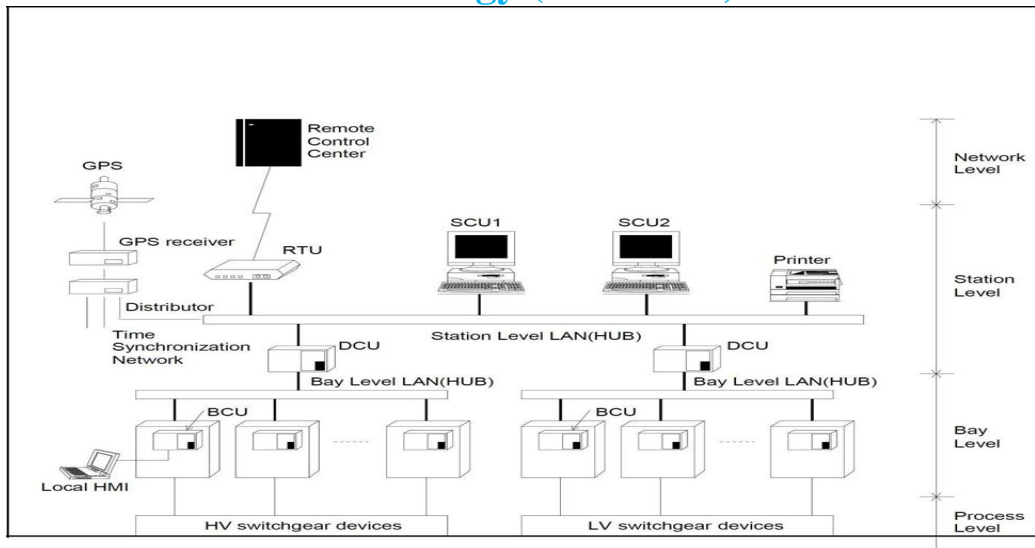 Remote
Control
Center
GPS
Network
Level
SCU1
SCU2
GPS receiver
RTU
Printer
Station
Level
Distributor
Station Level LAN(HUB)
Time
Synchronization
Network
DCU
DCU
Bay Level LAN(HUB)
Bay Level LAN(HUB)
BCU
BCU
Bay
Level
Local HMI
HV switchgear devices
LV switchgear devices
Process
Level